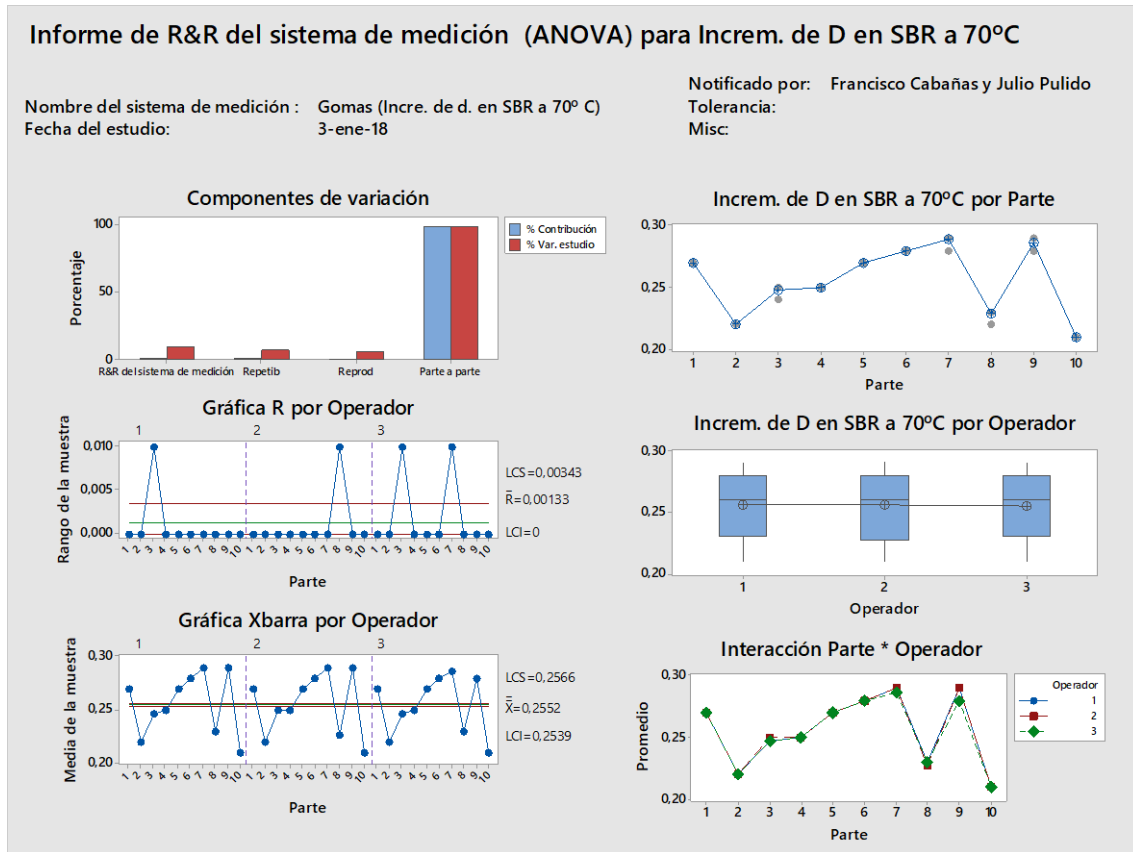 Informe de R&R del sistema de medición  (ANOVA) para Increm. de D en SBR a 70ºC
Nombre del sistema de medición :  Gomas (Incre. de d. en SBR a 70º C)
Fecha del estudio:  3-ene-18
Notificado por:  Francisco Cabañas y Julio Pulido
Tolerancia:
Misc:
Componentes de variación
Porcentaje
100
50
0
R&R del sistema de medición  Repetib  Reprod  Parte a parte
% Contribución
% Var. estudio
Increm. de D en SBR a 70ºC por Parte
0,30
0,25
0,20
1 2 3 4 5 6 7 8 9 10
Parte
Gráfica R por Operador
Rango de la muestra
1 2 3
0,010
0,005
0,000
LCS=0,00343
R̄=0,00133
LCI=0
1 2 3 4 5 6 7 8 9 10 1 2 3 4 5 6 7 8 9 10 1 2 3 4 5 6 7 8 9 10
Parte
Increm. de D en SBR a 70ºC por Operador
0,30
0,25
0,20
1 2 3
Operador
Gráfica Xbarra por Operador
Media de la muestra
1 2 3
0,30
0,25
0,20
LCS=0,2566
X̿=0,2552
LCI=0,2539
1 2 3 4 5 6 7 8 9 10 1 2 3 4 5 6 7 8 9 10 1 2 3 4 5 6 7 8 9 10
Parte
Interacción Parte * Operador
Promedio
0,30
0,25
0,20
1 2 3 4 5 6 7 8 9 10
Parte
Operador
1
2
3